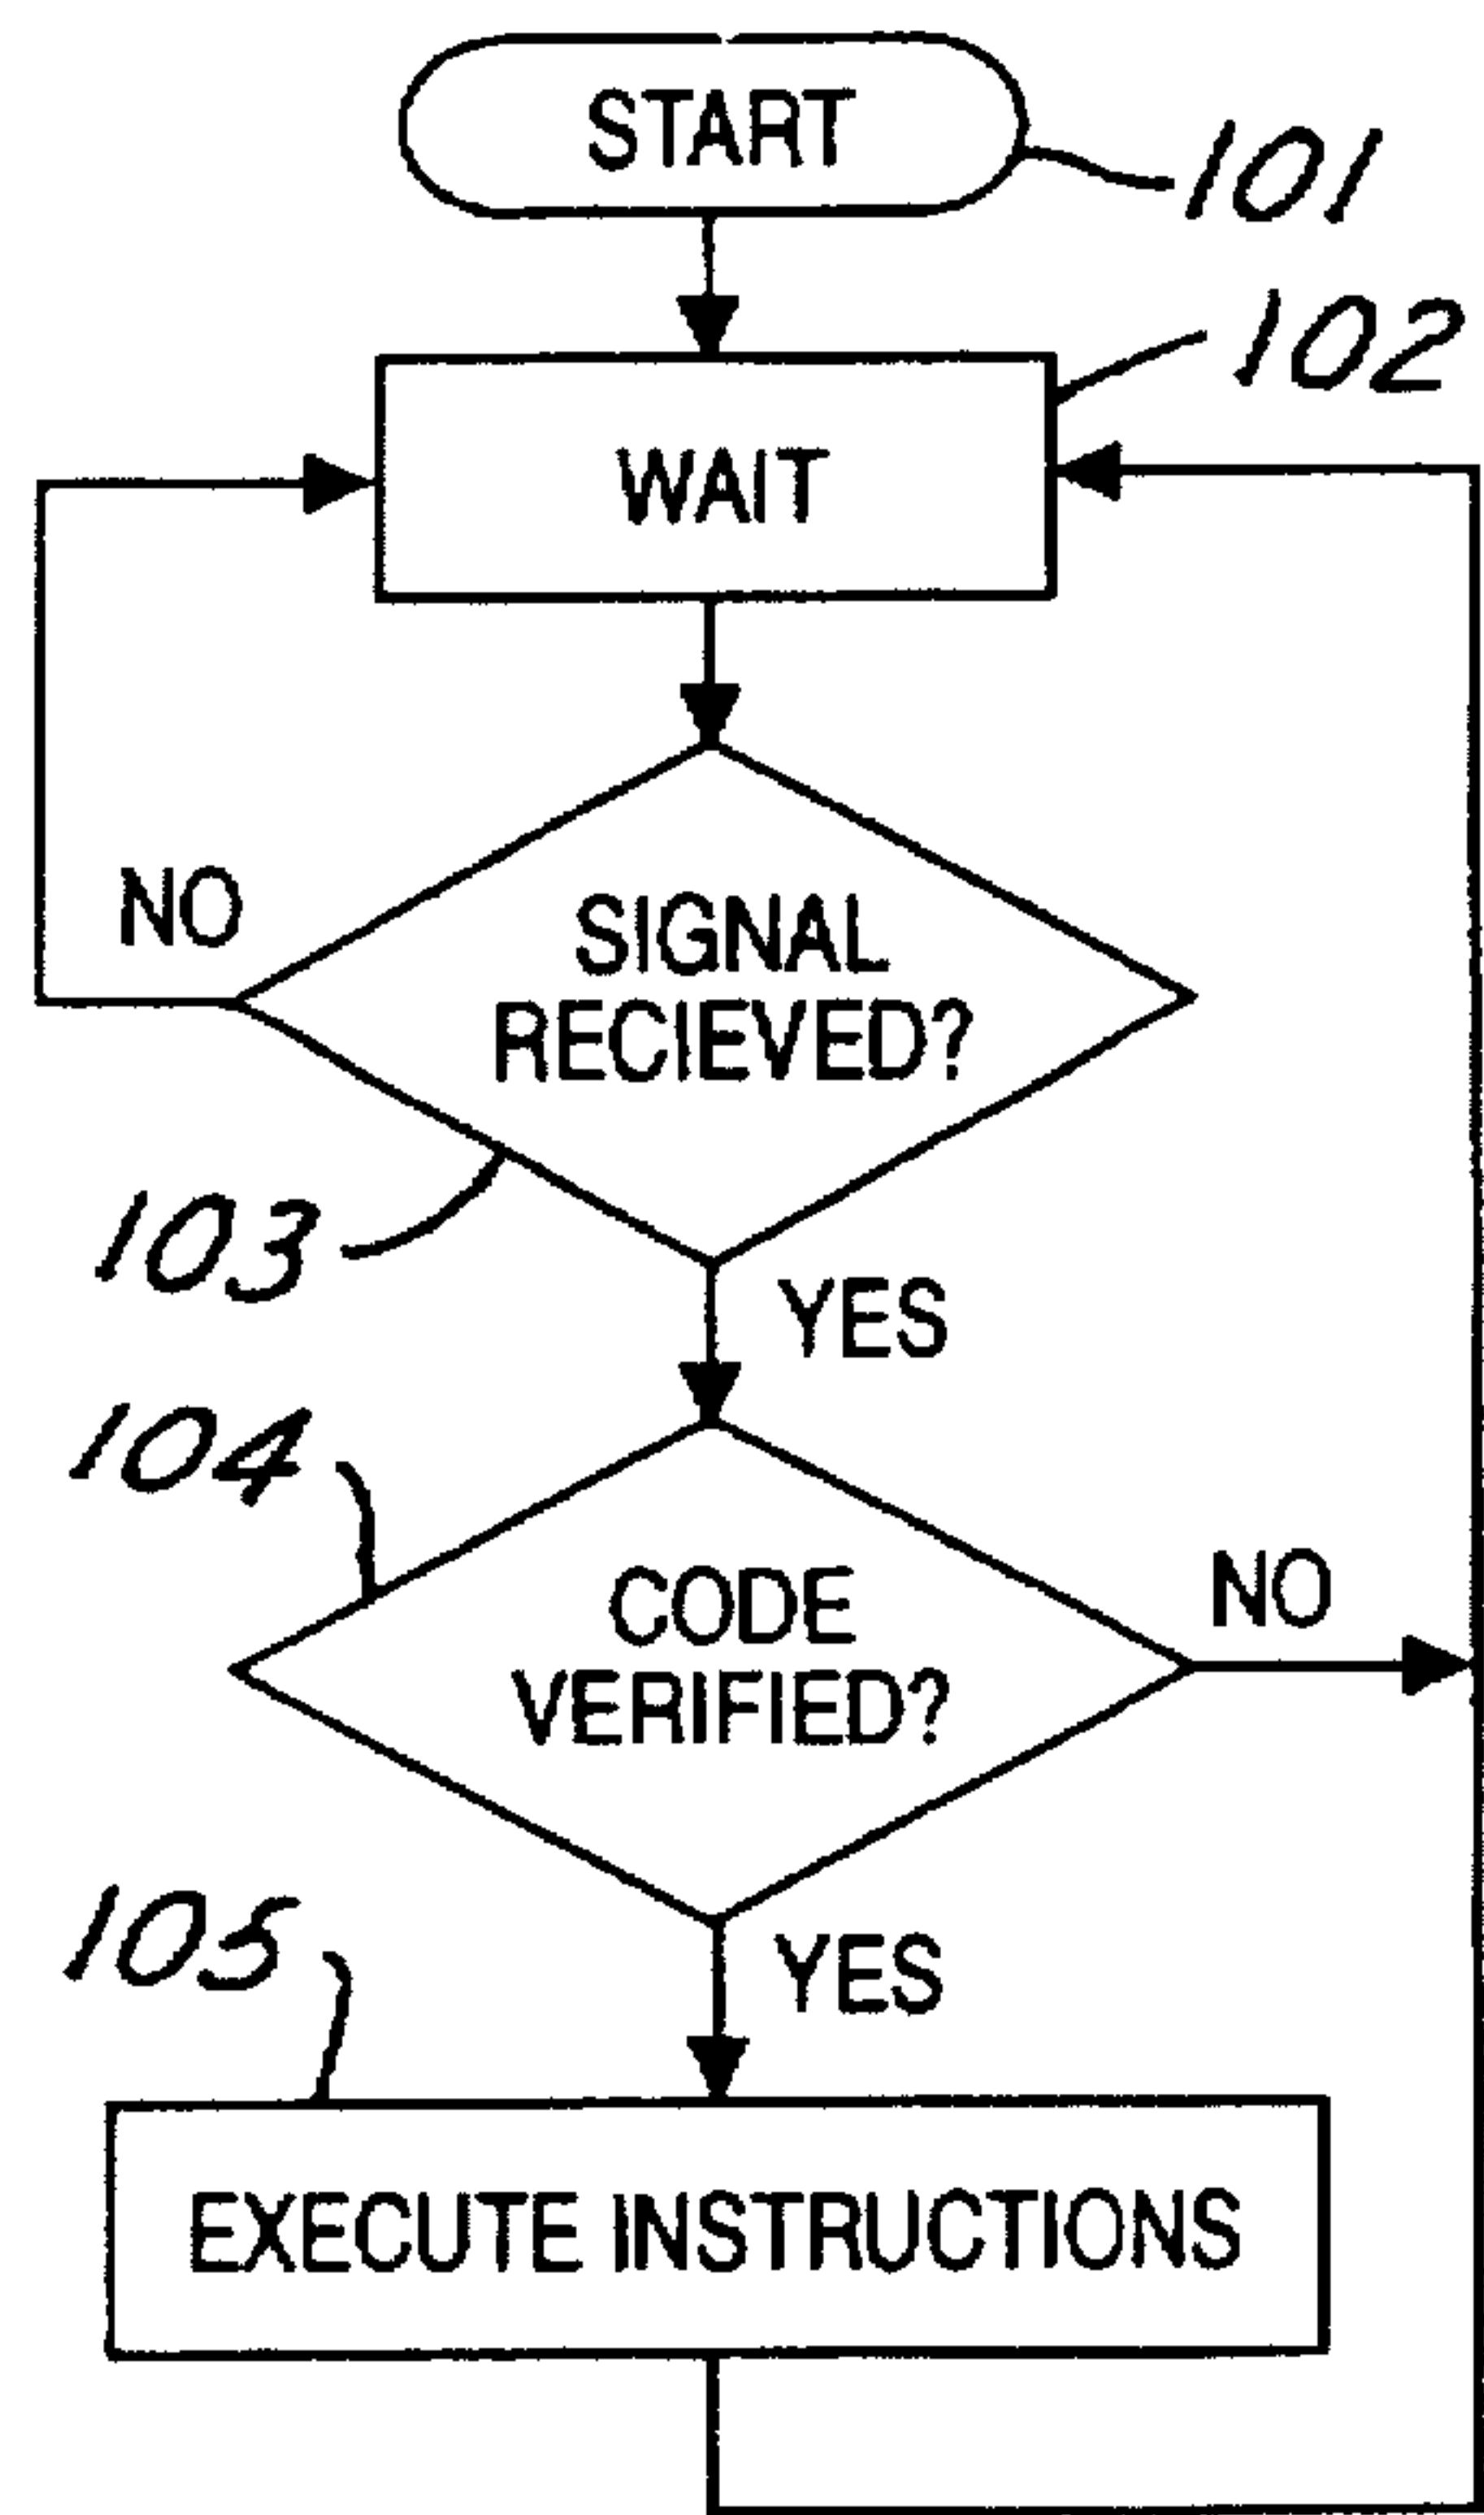 START
101
102
WAIT
NO
SIGNAL
RECIEVED?
103
YES
104
CODE
VERIFIED?
NO
105
YES
EXECUTE INSTRUCTIONS